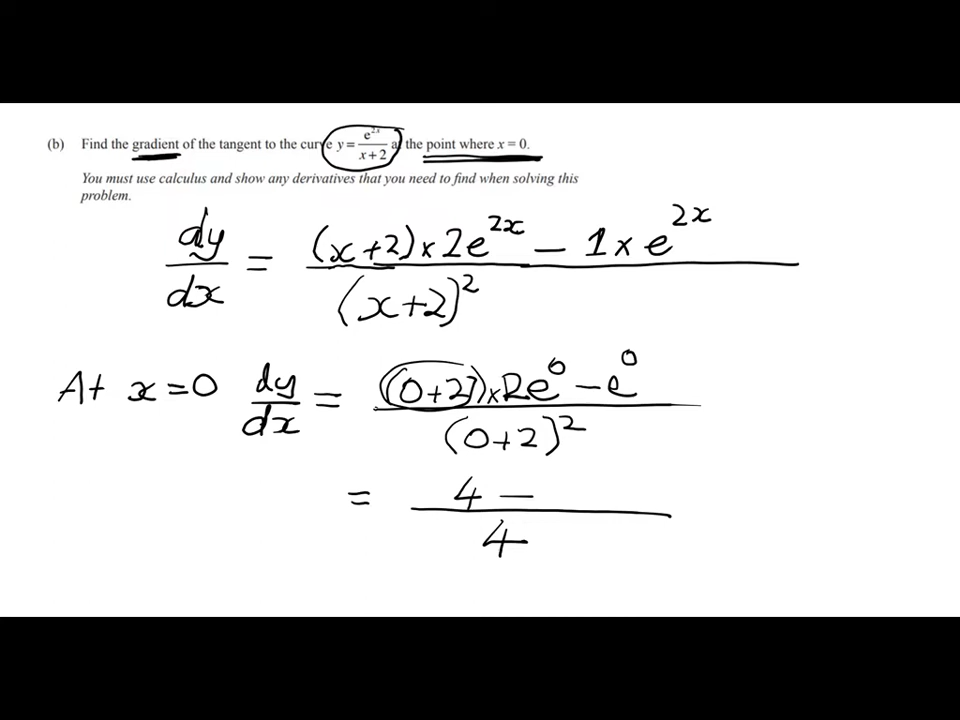 (b) Find the gradient of the tangent to the curve y = e^{2x}/(x+2) at the point where x = 0.
You must use calculus and show any derivatives that you need to find when solving this
problem.
dy/dx = ((x+2)×2e^{2x} − 1×e^{2x})/(x+2)^2
At x=0 dy/dx = ((0+2)×2e^0 − e^0)/(0+2)^2
= (4 −)/4